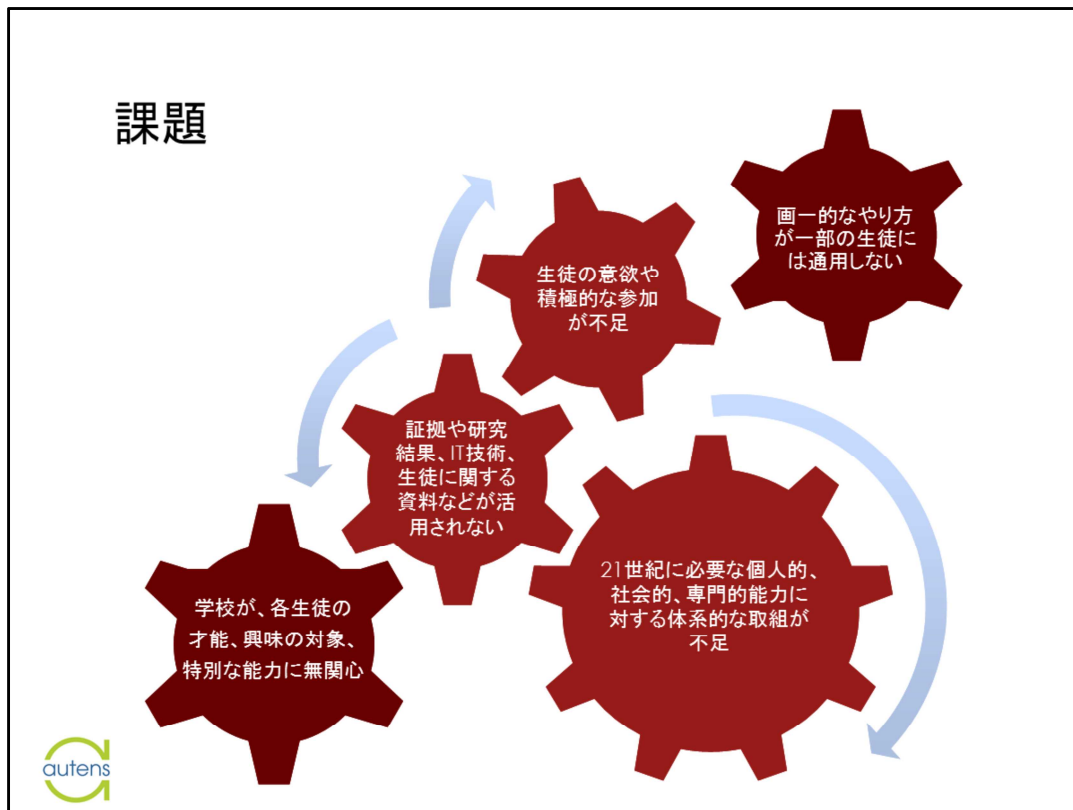 課題
画一的なやり方
が一部の生徒に
は通用しない
生徒の意欲や
積極的な参加
が不足
証拠や研究
結果、IT技術、
生徒に関する
資料などが活
用されない
21世紀に必要な個人的、
社会的、専門的能力に
対する体系的な取組が
不足
学校が、各生徒の
才能、興味の対象、
特別な能力に無関心
autens